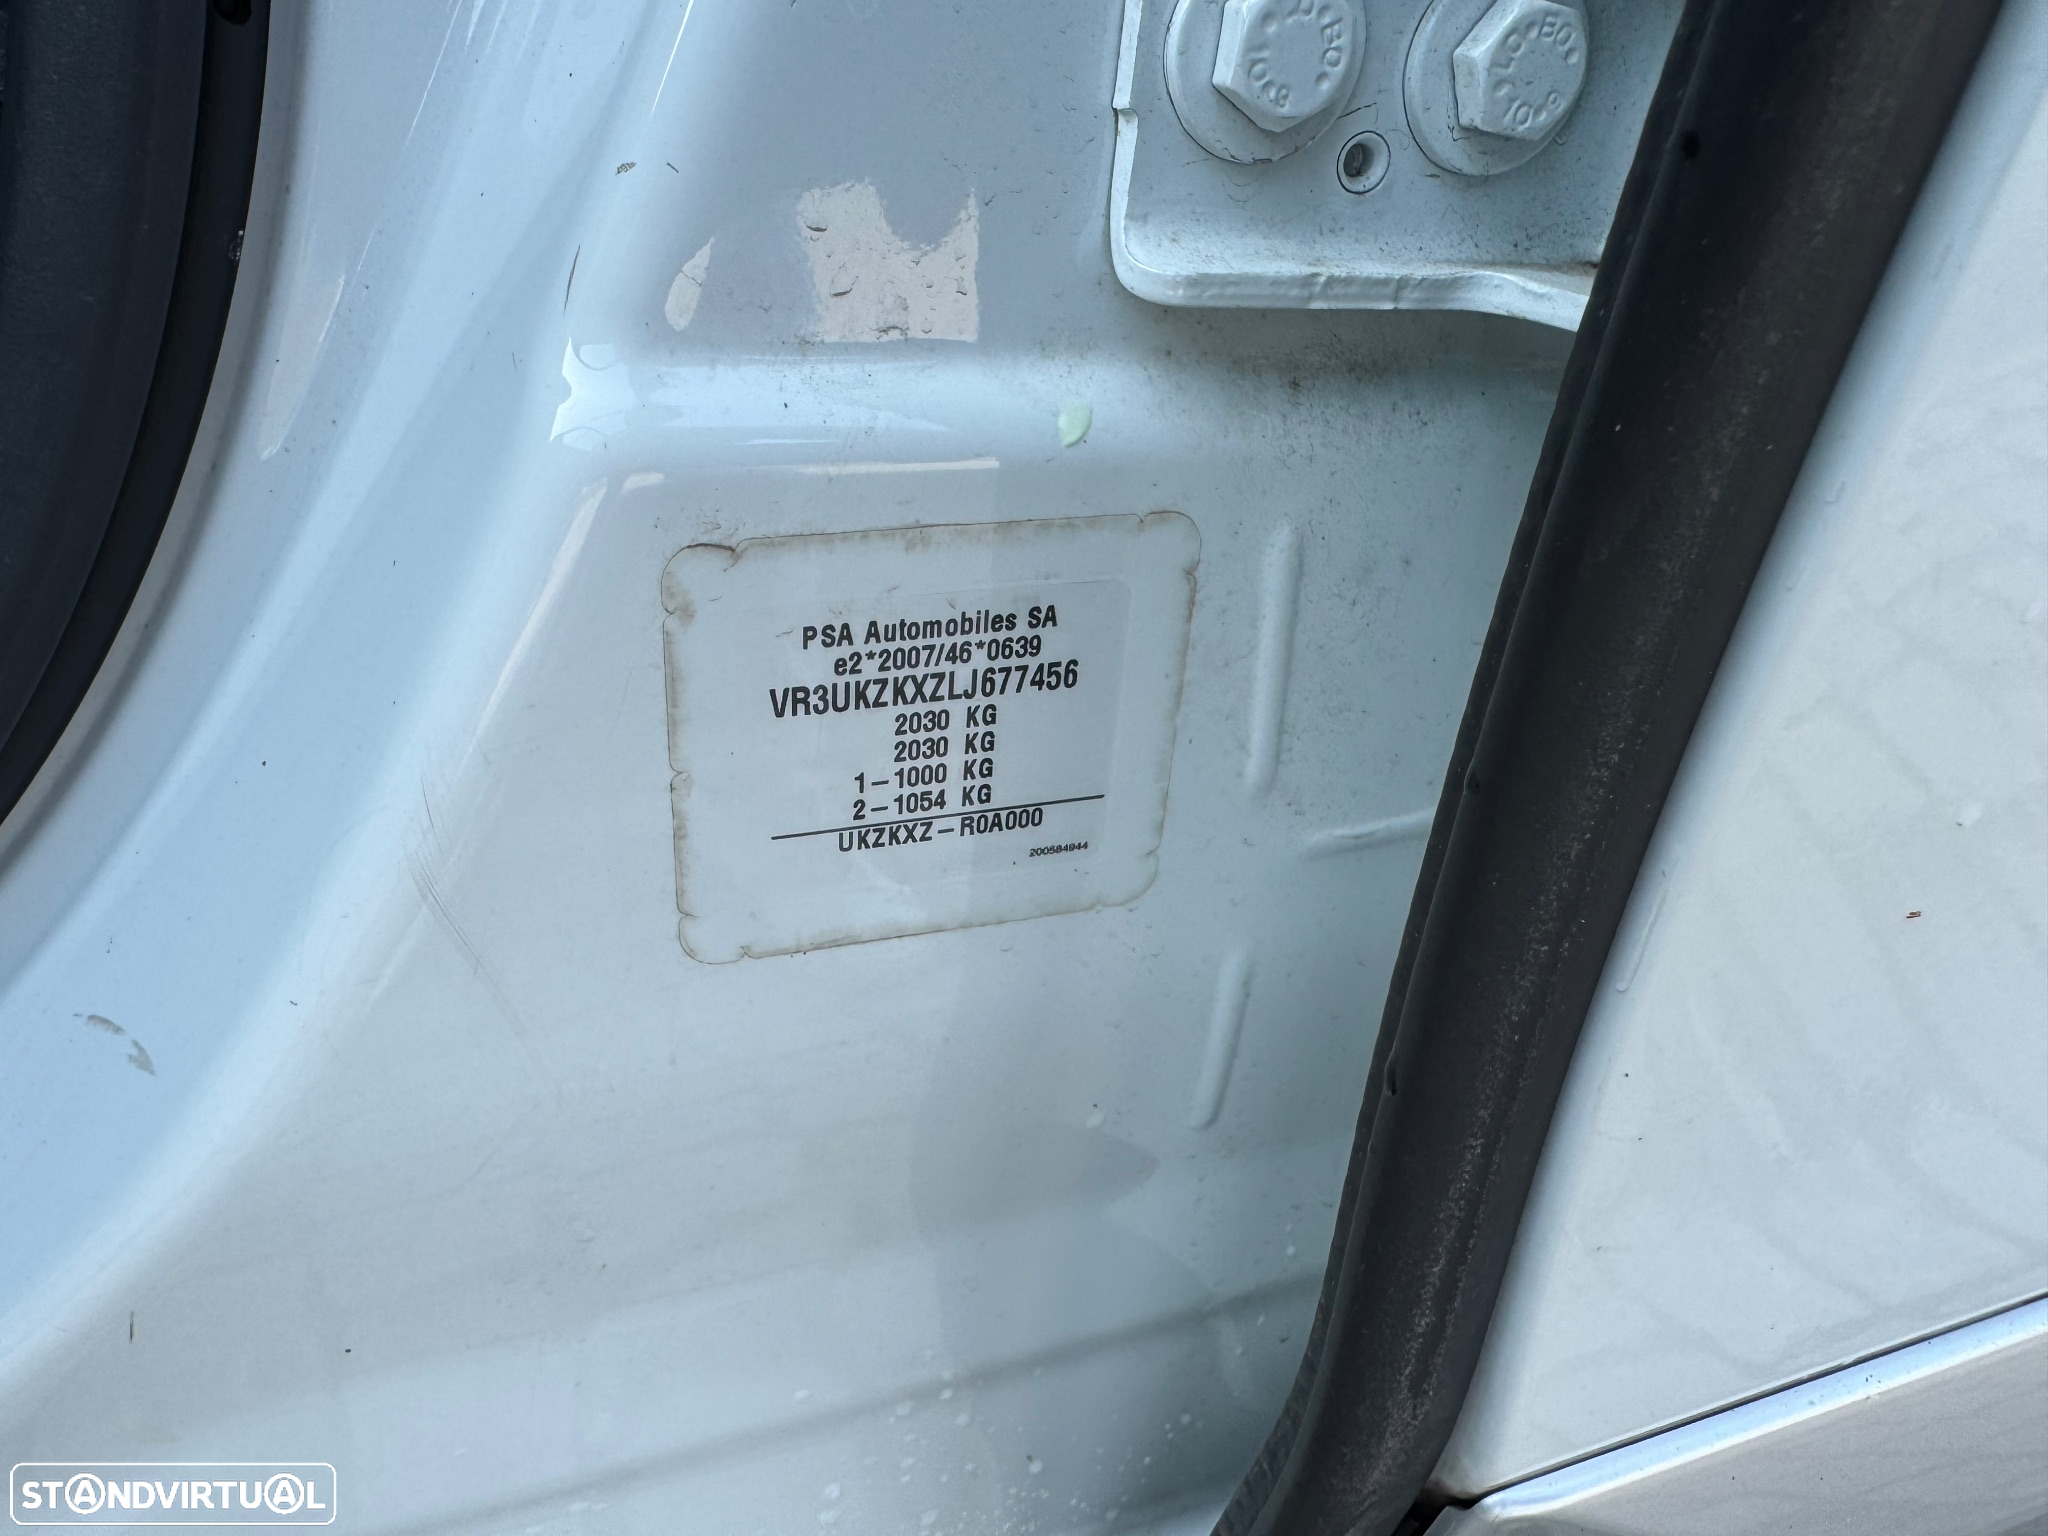 PSA Automobiles SA
e2*2007/46*0639
VR3UKZKXZLJ677456
2030 KG
2030 KG
1-1000 KG
2-1054 KG
UKZKXZ-R0A000
200584944
STANDVIRTUAL